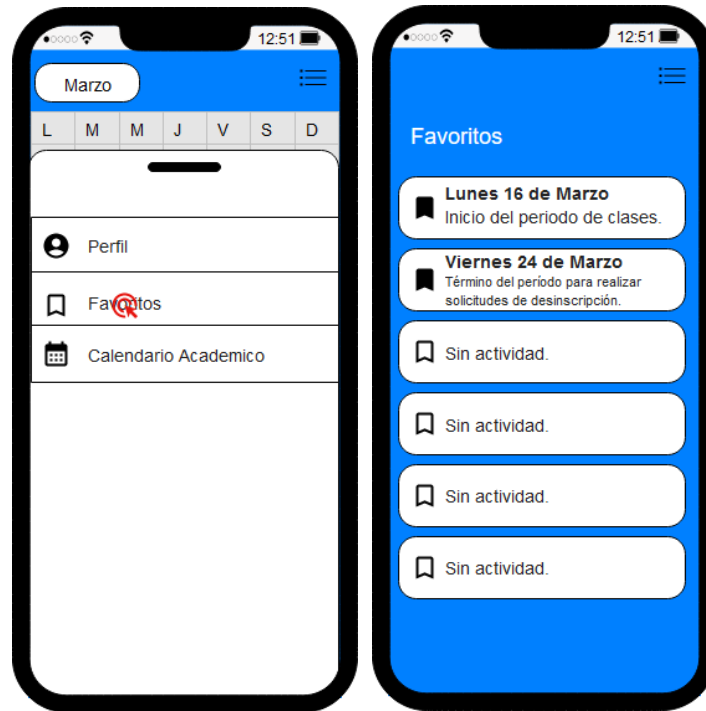 12:51
Marzo
L M M J V S D
Perfil
Favoritos
Calendario Academico
12:51
Favoritos
Lunes 16 de Marzo
Inicio del periodo de clases.
Viernes 24 de Marzo
Término del período para realizar
solicitudes de desinscripción.
Sin actividad.
Sin actividad.
Sin actividad.
Sin actividad.